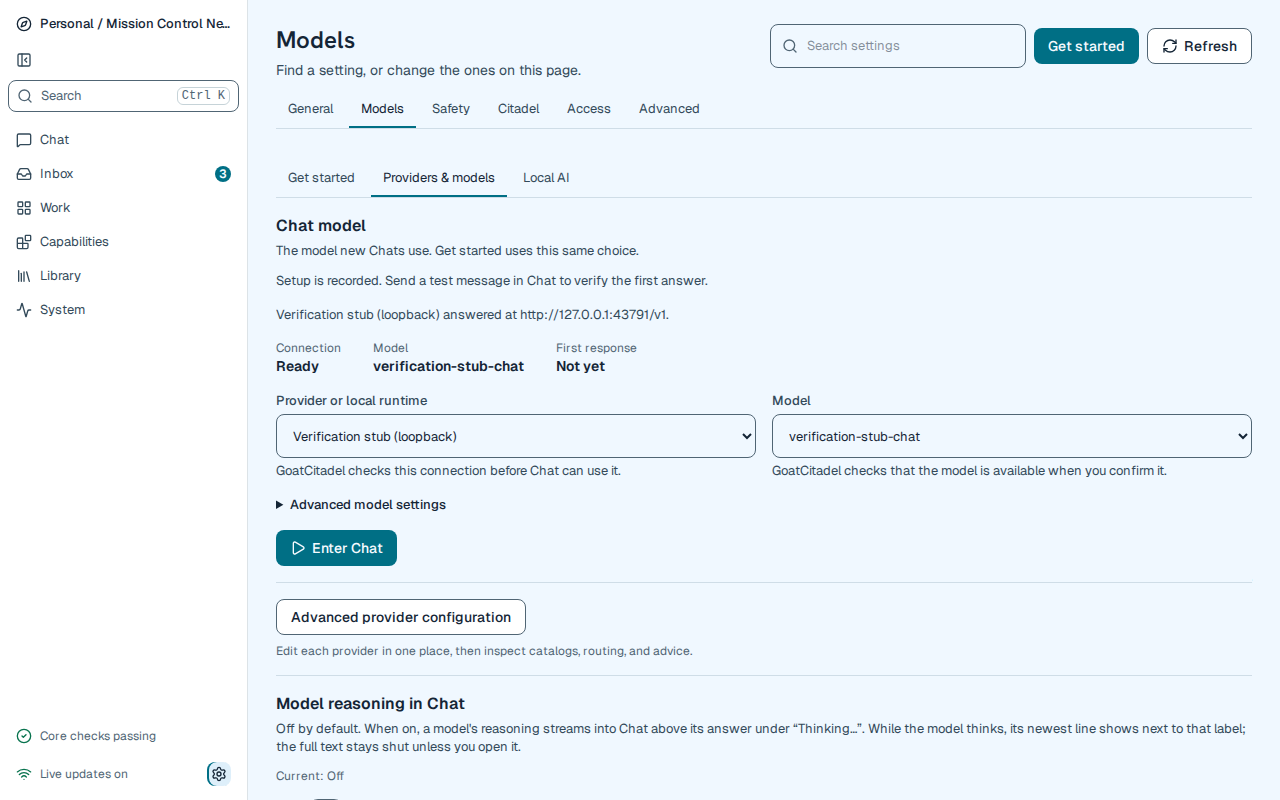 Personal / Mission Control Ne...
Search
Ctrl K
Chat
Inbox
3
Work
Capabilities
Library
System
Core checks passing
Live updates on
Models
Find a setting, or change the ones on this page.
Search settings
Get started
Refresh
General
Models
Safety
Citadel
Access
Advanced
Get started
Providers & models
Local AI
Chat model
The model new Chats use. Get started uses this same choice.
Setup is recorded. Send a test message in Chat to verify the first answer.
Verification stub (loopback) answered at http://127.0.0.1:43791/v1.
Connection
Ready
Model
verification-stub-chat
First response
Not yet
Provider or local runtime
Verification stub (loopback)
GoatCitadel checks this connection before Chat can use it.
Model
verification-stub-chat
GoatCitadel checks that the model is available when you confirm it.
Advanced model settings
Enter Chat
Advanced provider configuration
Edit each provider in one place, then inspect catalogs, routing, and advice.
Model reasoning in Chat
Off by default. When on, a model's reasoning streams into Chat above its answer under “Thinking…”. While the model thinks, its newest line shows next to that label;
the full text stays shut unless you open it.
Current: Off